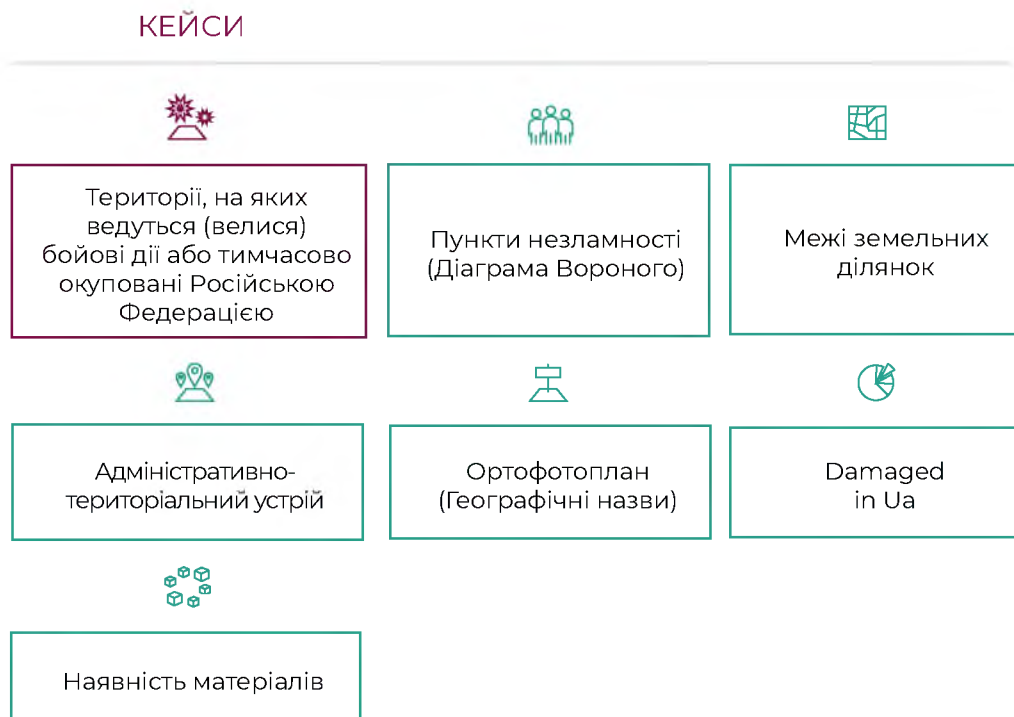 КЕЙСИ
Території, на яких
ведуться (велися)
бойові дії або тимчасово
окуповані Російською
Федерацією
Пункти незламності
(Діаграма Вороного)
Межі земельних
ділянок
Адміністративно-
територіальний устрій
Ортофотоплан
(Географічні назви)
Damaged
in Ua
Наявність матеріалів